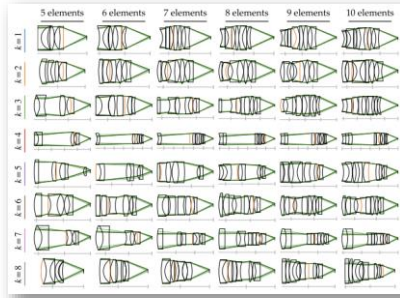 5 elements 6 elements 7 elements 8 elements 9 elements 10 elements
k=1
k=2
k=3
k=4
k=5
k=6
k=7
k=8